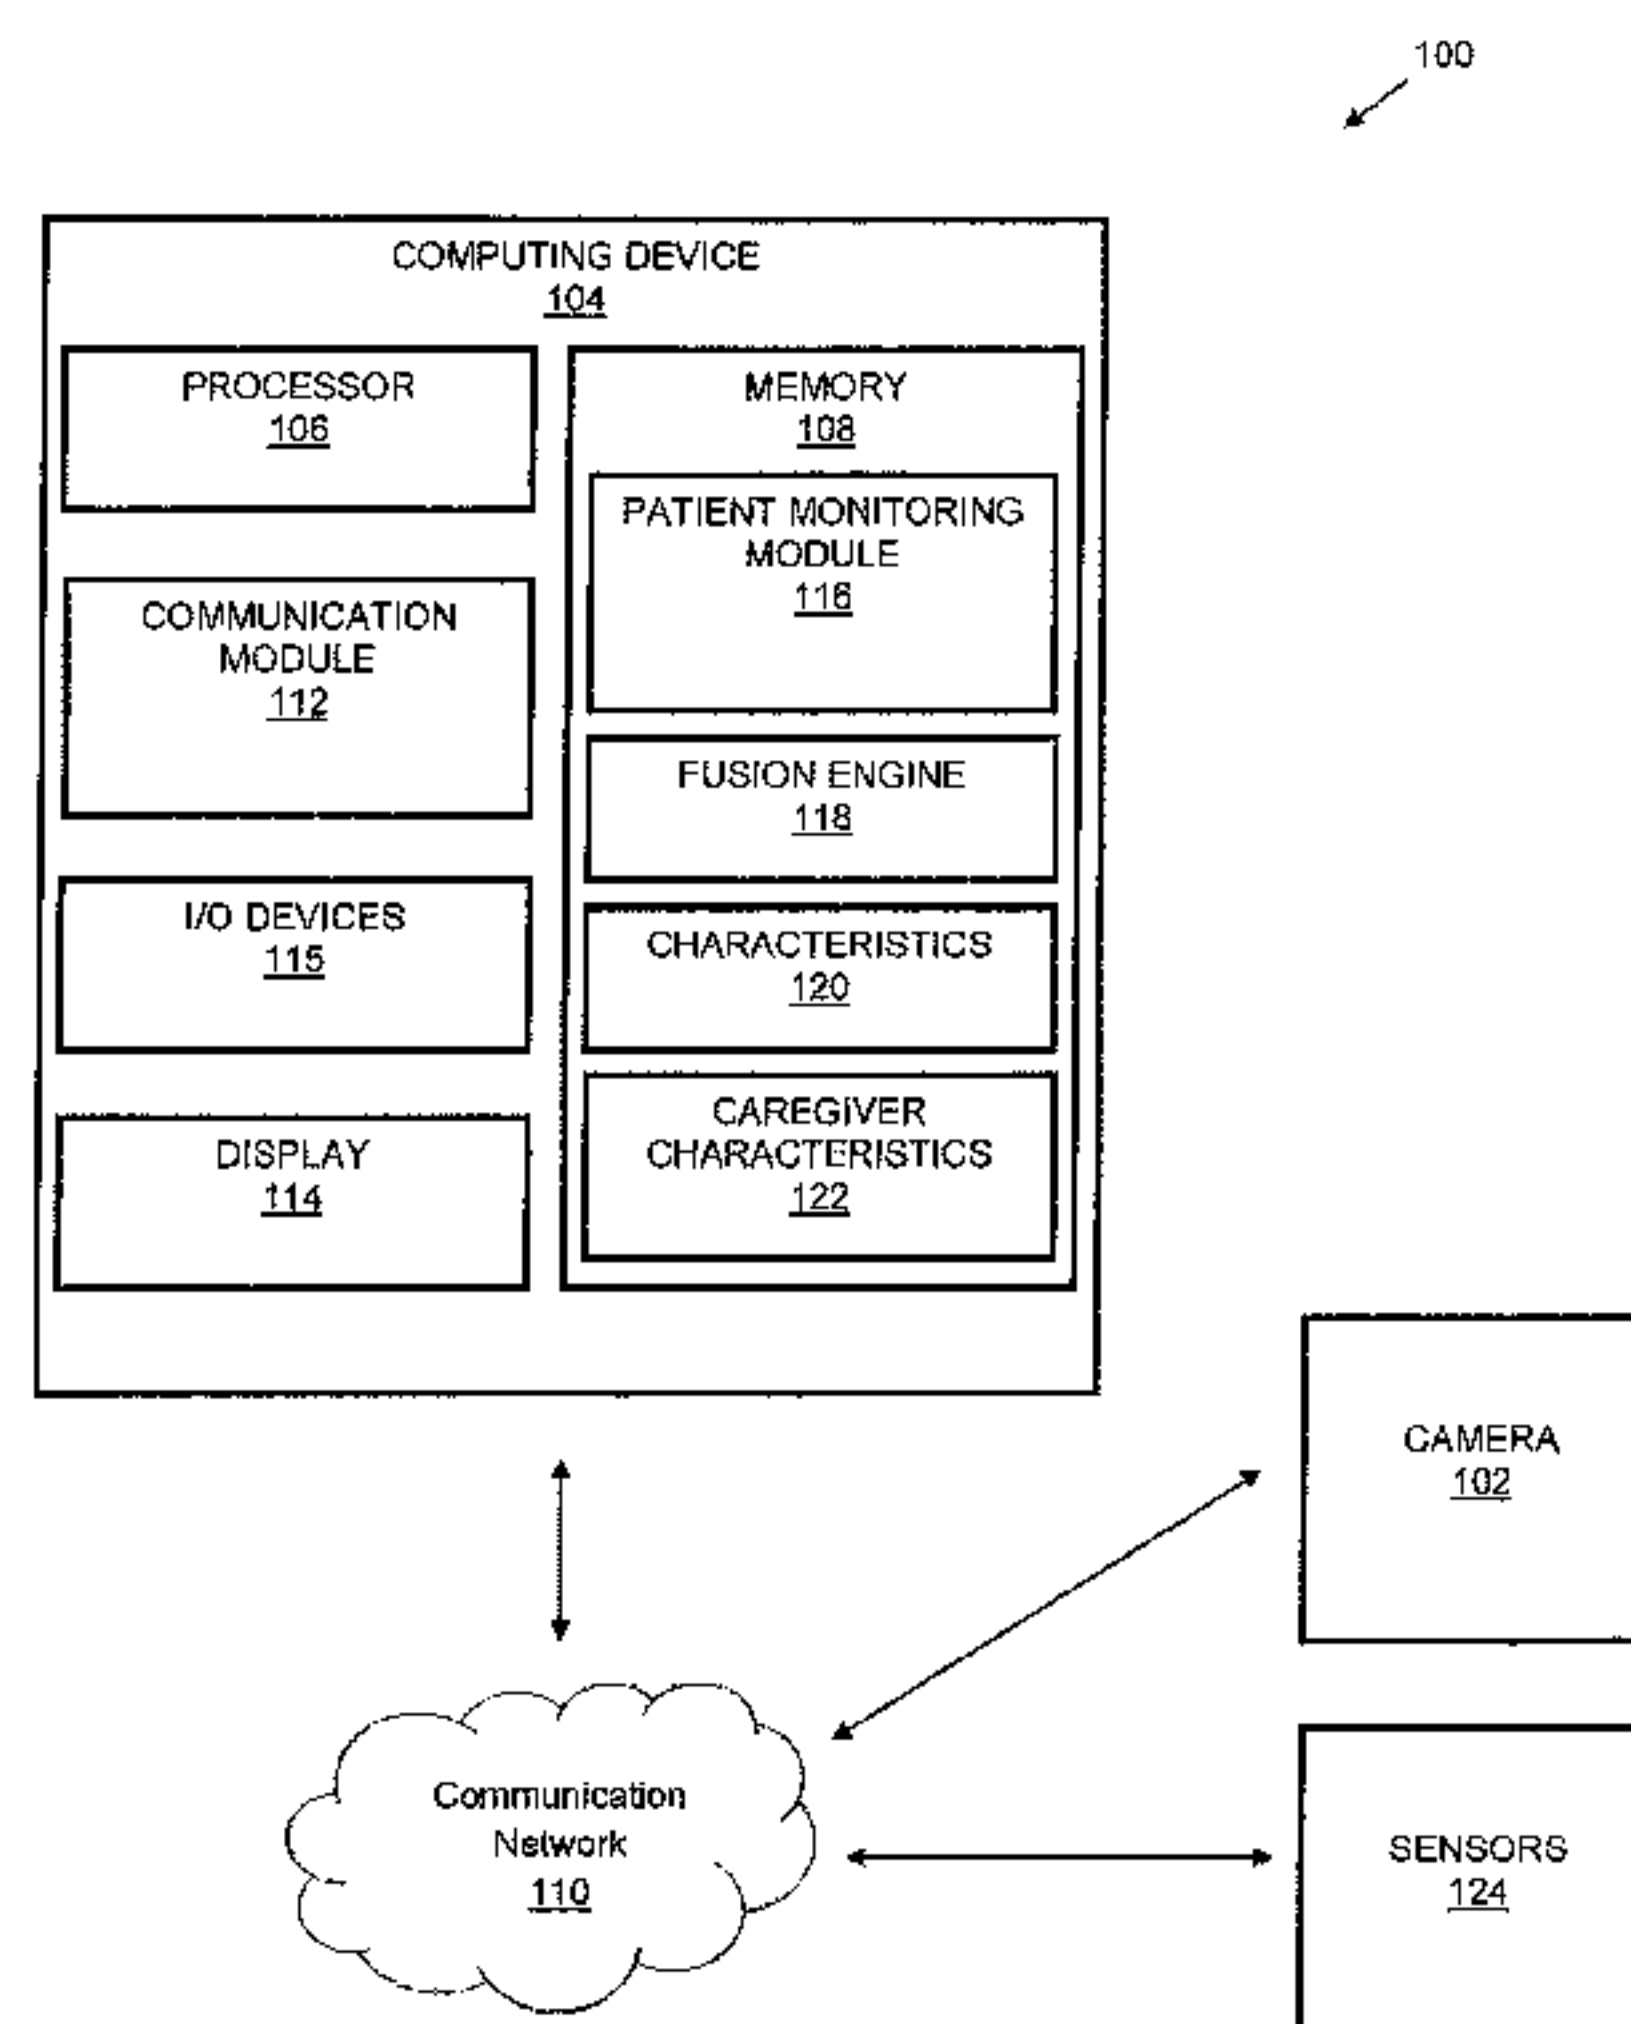 100
COMPUTING DEVICE
104
PROCESSOR
106
COMMUNICATION
MODULE
112
I/O DEVICES
115
DISPLAY
114
MEMORY
108
PATIENT MONITORING
MODULE
116
FUSION ENGINE
118
CHARACTERISTICS
120
CAREGIVER
CHARACTERISTICS
122
CAMERA
102
Communication
Network
110
SENSORS
124